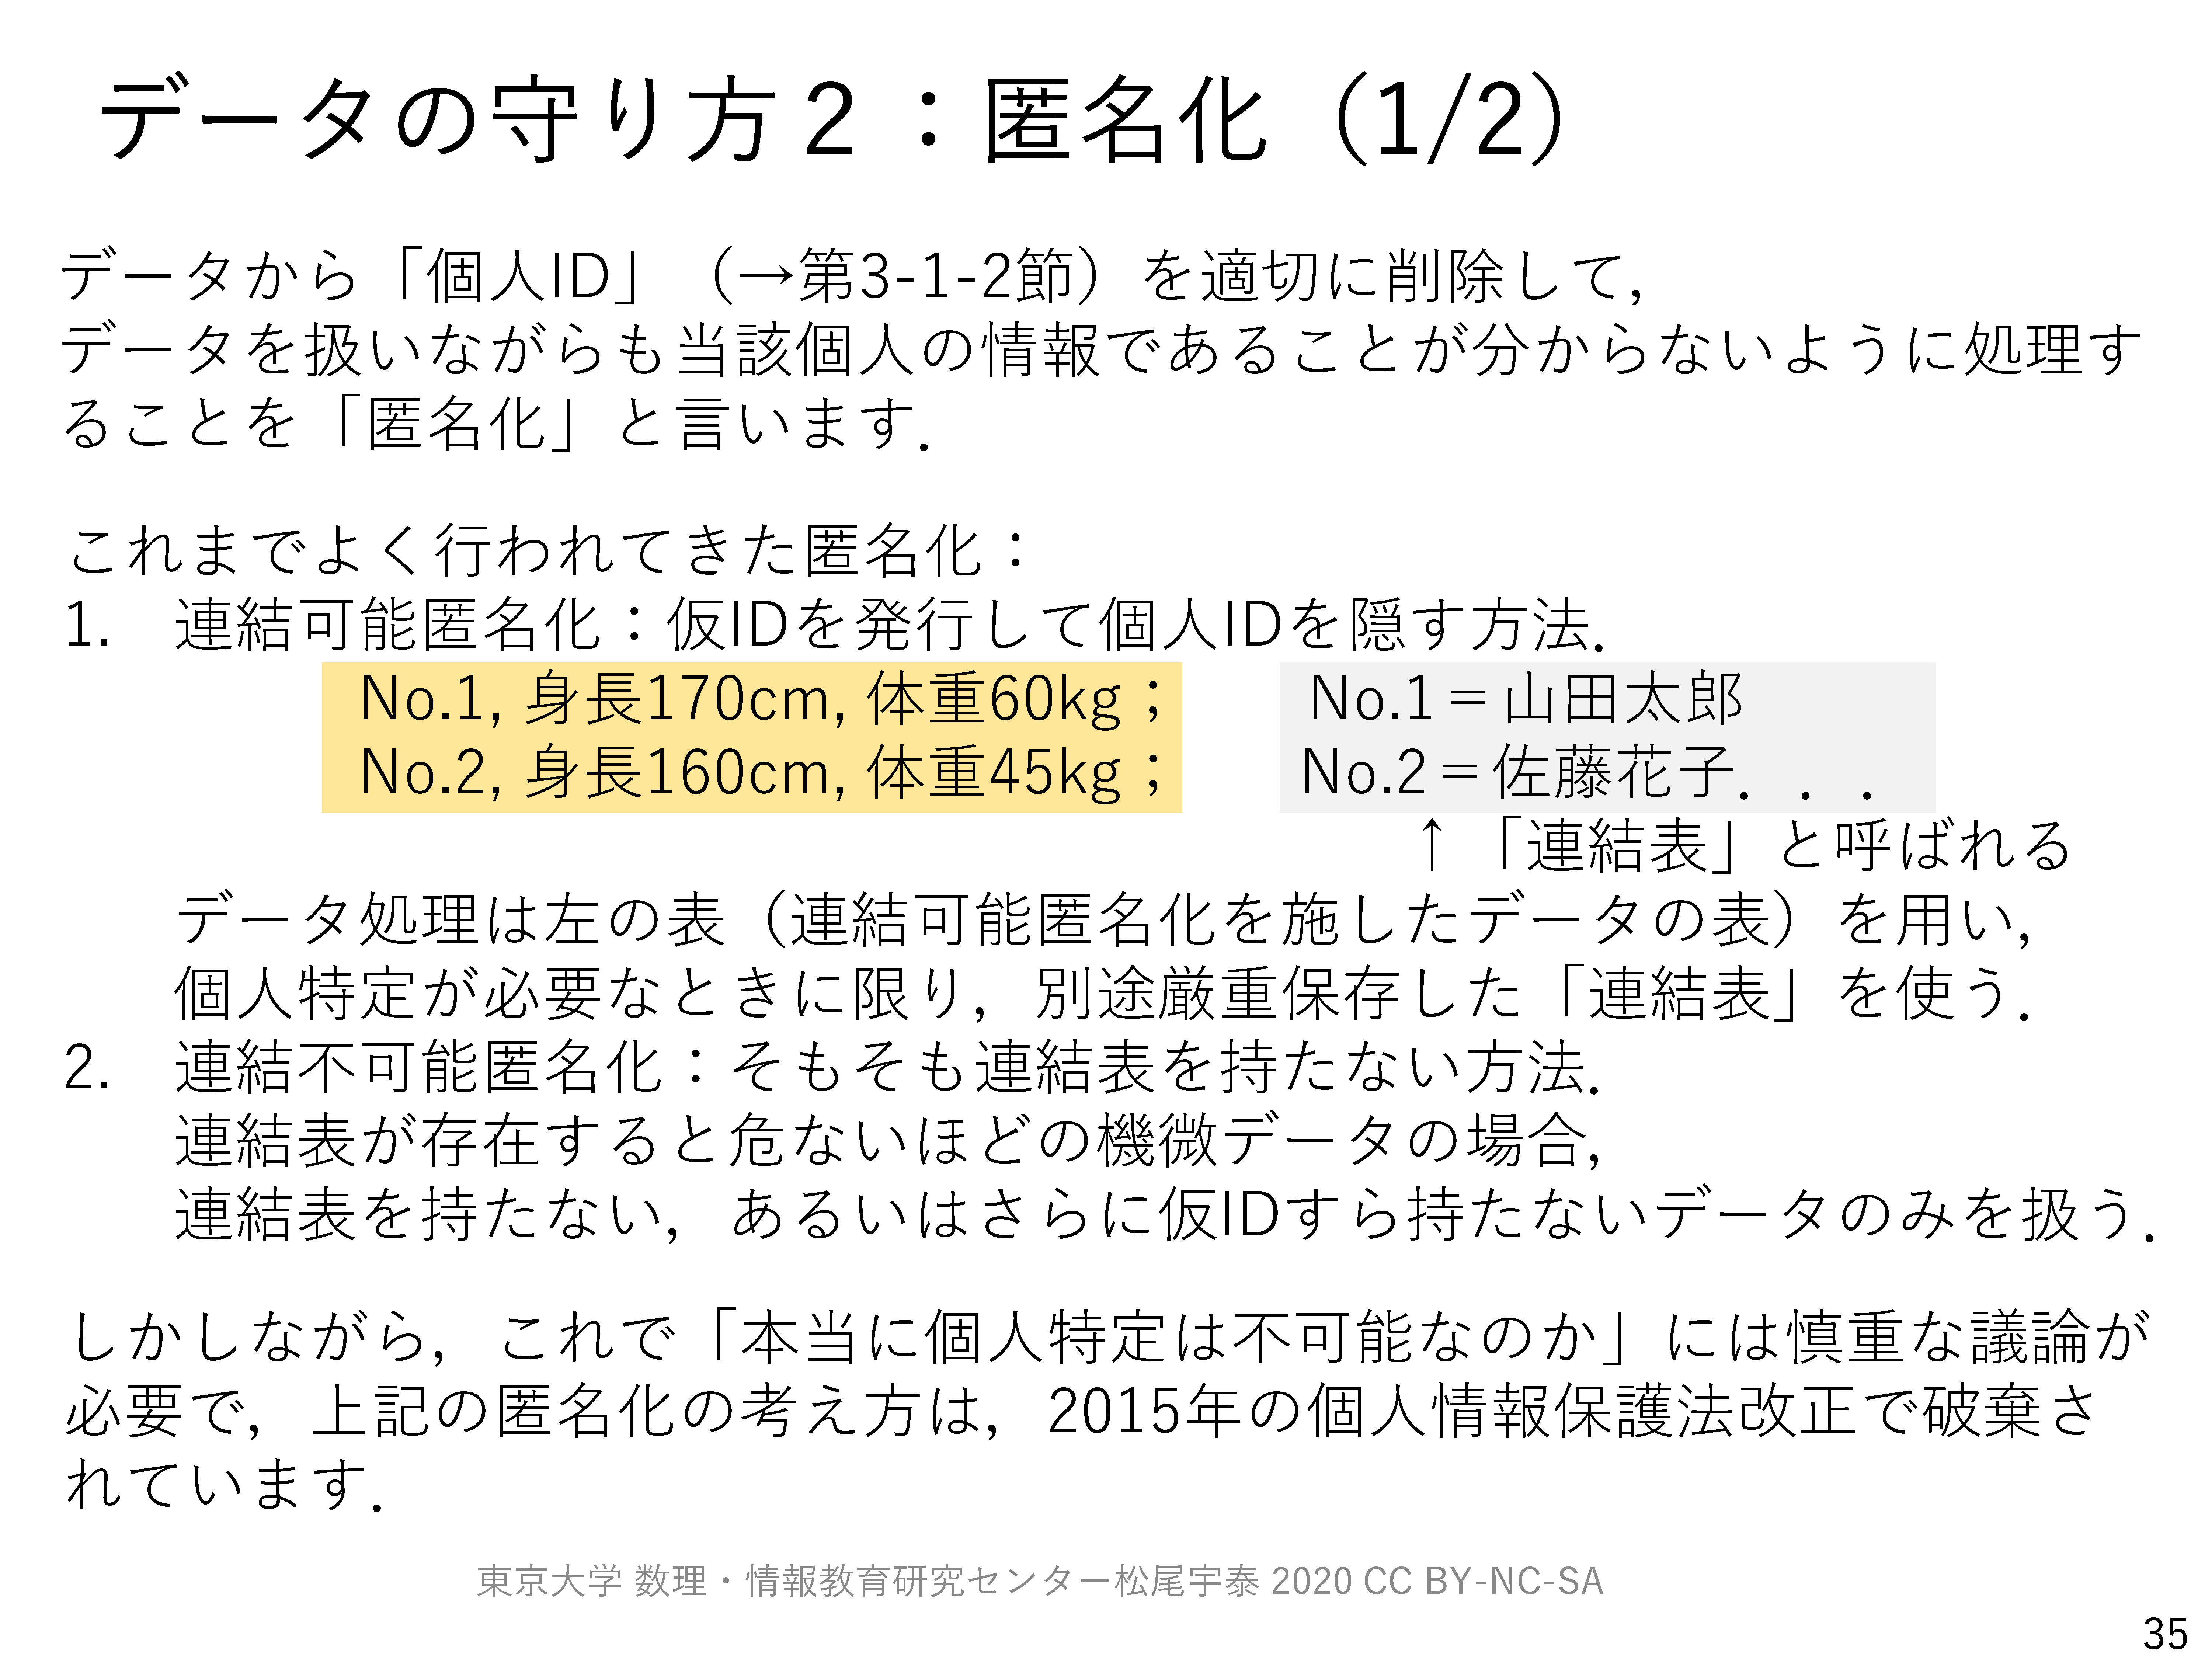 データの守り方２：匿名化（1/2）
データから「個人ID」（→第3-1-2節）を適切に削除して，
データを扱いながらも当該個人の情報であることが分からないように処理す
ることを「匿名化」と言います．
これまでよく行われてきた匿名化：
1. 連結可能匿名化：仮IDを発行して個人IDを隠す方法．
No.1, 身長170cm, 体重60kg； No.1＝山田太郎
No.2, 身長160cm, 体重45kg； No.2＝佐藤花子．．．
↑「連結表」と呼ばれる
データ処理は左の表（連結可能匿名化を施したデータの表）を用い，
個人特定が必要なときに限り，別途厳重保存した「連結表」を使う．
2. 連結不可能匿名化：そもそも連結表を持たない方法．
連結表が存在すると危ないほどの機微データの場合，
連結表を持たない，あるいはさらに仮IDすら持たないデータのみを扱う．
しかしながら，これで「本当に個人特定は不可能なのか」には慎重な議論が
必要で，上記の匿名化の考え方は，2015年の個人情報保護法改正で破棄さ
れています．
東京大学 数理・情報教育研究センター松尾宇泰 2020 CC BY-NC-SA
35